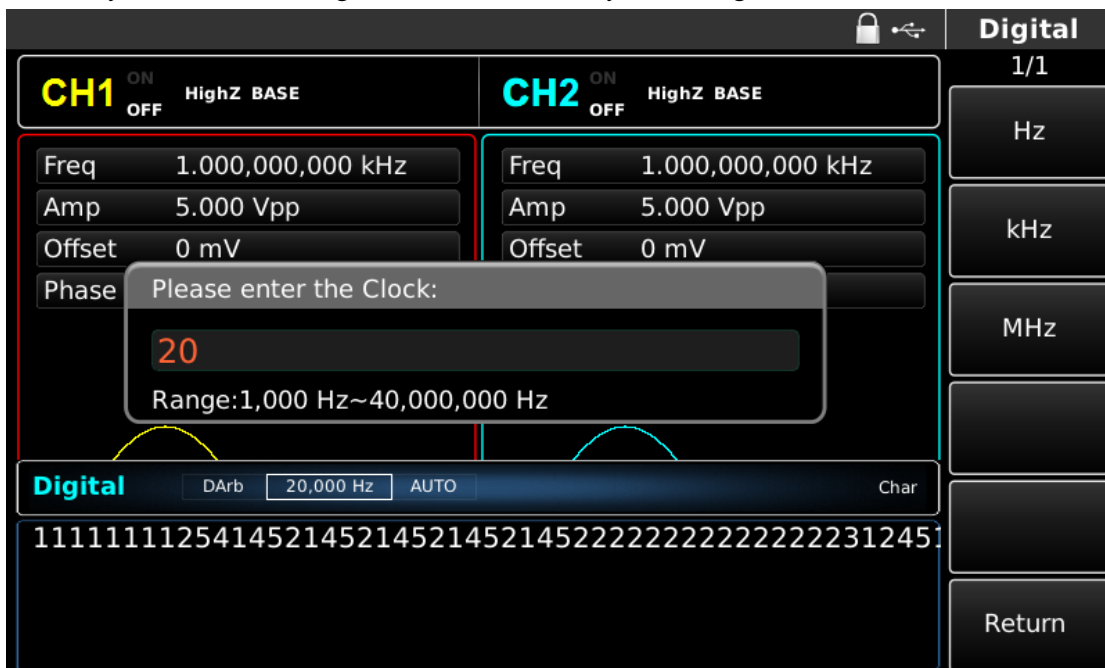 Digital
1/1
CH1 ON OFF HighZ BASE
CH2 ON OFF HighZ BASE
Hz
Freq 1.000,000,000 kHz
Freq 1.000,000,000 kHz
Amp 5.000 Vpp
Amp 5.000 Vpp
kHz
Offset 0 mV
Offset 0 mV
Phase
Please enter the Clock:
20
Range:1,000 Hz~40,000,000 Hz
MHz
Digital DArb 20,000 Hz AUTO Char
Return